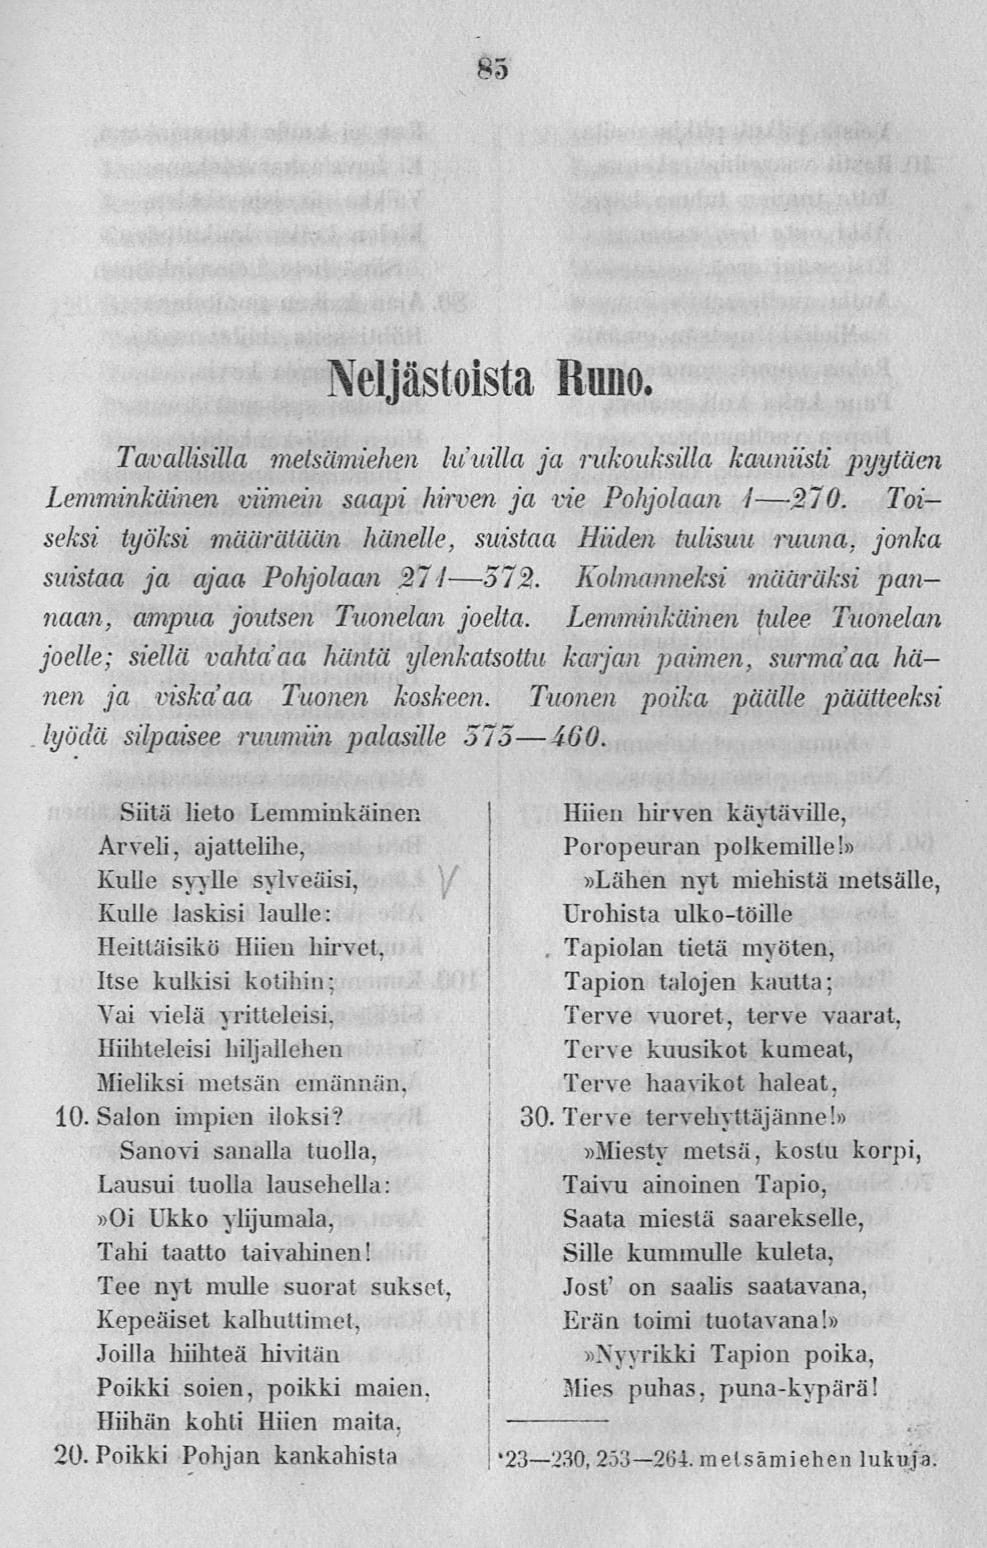 85
Neljästoista Runo.
Tavallisilla metsämiehen lu'uilla ja rukouksilla kauniisti pyytäen
Lemminkäinen viimein saapi hirven ja vie Pohjolaan 1—270. Toi-
seksi työksi määrätään hänelle, suistaa Hiiden tulisuu ruuna, jonka
suistaa ja ajaa Pohjolaan 271—372. Kolmanneksi määräksi pan-
naan, ampua joutsen Tuonelan joelta. Lemminkäinen tulee Tuonelan
joelle; siellä vahta'aa häntä ylenkatsottu karjan paimen, surma'aa hä-
nen ja viska'aa Tuonen koskeen. Tuonen poika päälle päätteeksi
lyödä silpaisee ruumiin palasille 373—460.
Siitä lieto Lemminkäinen
Arveli, ajattelihe,
Kulle syylle sylveäisi,
Kulle laskisi laulle:
Heittäisikö Hiien hirvet,
Itse kulkisi kotihin;
Vai vielä yritteleisi,
Hiihteleisi hiljallehen
Mieliksi metsän emännän,
10. Salon impien iloksi?
Sanovi sanalla tuolla,
Lausui tuolla lausehella:
»Oi Ukko ylijumala,
Tahi taatto taivahinen!
Tee nyt mulle suorat sukset,
Kepeäiset kalhuttimet,
Joilla hiihteä hivitän
Poikki soien, poikki maien,
Hiihän kohti Hiien maita,
20. Poikki Pohjan kankahista
Hiien hirven käytäville,
Poropeuran polkemille!»
»Lähen nyt miehistä metsälle,
Urohista ulko-töille
Tapiolan tietä myöten,
Tapion talojen kautta;
Terve vuoret, terve vaarat,
Terve kuusikot kumeat,
Terve haavikot haleat,
30. Terve tervehyttäjänne!»
»Miesty metsä, kostu korpi,
Taivu ainoinen Tapio,
Saata miestä saarekselle,
Sille kummulle kuleta,
Jost' on saalis saatavana,
Erän toimi tuotavana!»
»Nyyrikki Tapion poika,
Mies puhas, puna-kypärä!
'23—230, 253—264. metsämiehen lukuja.